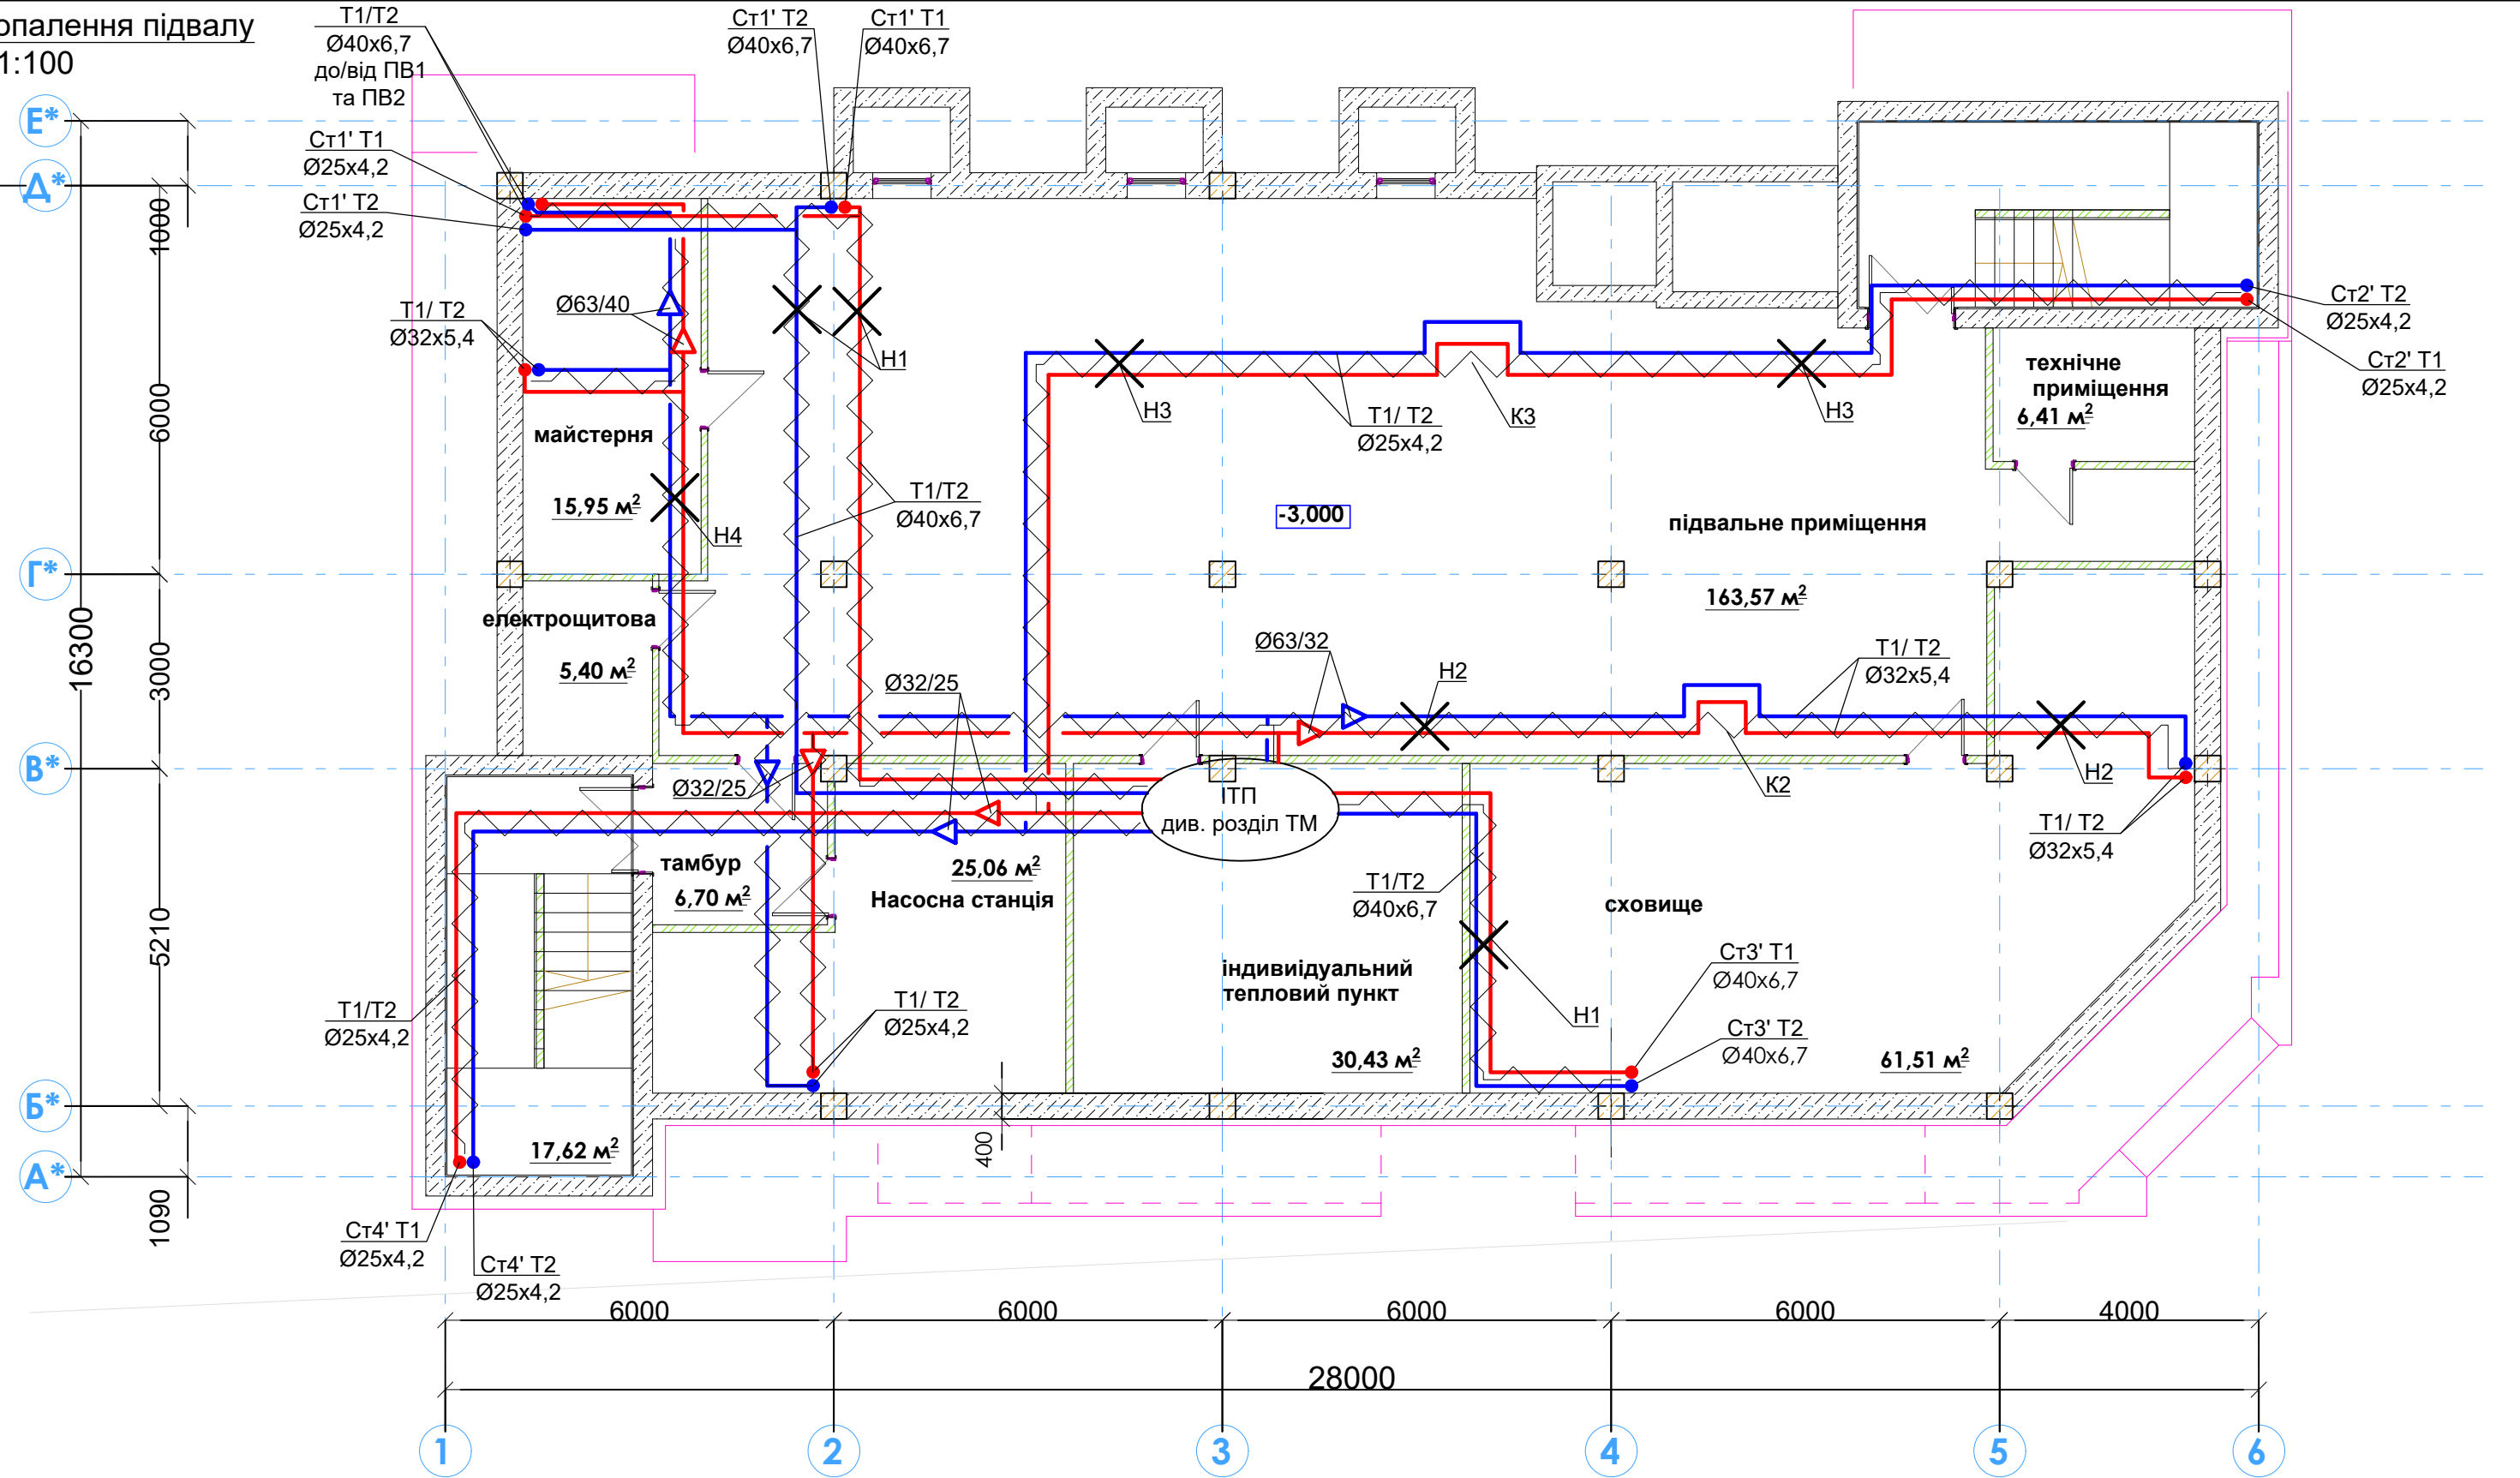 опалення підвалу
1:100
Т1/Т2
Ø40х6,7
до/від ПВ1
та ПВ2
Ст1' Т2
Ø40х6,7
Ст1' Т1
Ø40х6,7
Е*
Ст1' Т1
Ø25х4,2
Д*
Ст1' Т2
Ø25х4,2
1000
Т1/ Т2
Ø32х5,4
Ø63/40
Н1
Ст2' Т2
Ø25х4,2
Ст2' Т1
Ø25х4,2
технічне
приміщення
6,41 м²
Н3
Т1/ Т2
Ø25х4,2
К3
Н3
6000
майстерня
15,95 м²
Н4
Т1/Т2
Ø40х6,7
-3,000
підвальне приміщення
Г*
163,57 м²
електрощитова
5,40 м²
16300
3000
Ø32/25
Ø63/32
Н2
Т1/ Т2
Ø32х5,4
В*
Ø32/25
ІТП
див. розділ ТМ
К2
Н2
Т1/ Т2
Ø32х5,4
тамбур
6,70 м²
25,06 м²
Насосна станція
Т1/Т2
Ø40х6,7
сховище
5210
індивиідуальний
тепловий пункт
Ст3' Т1
Ø40х6,7
Т1/Т2
Ø25х4,2
Т1/ Т2
Ø25х4,2
Н1
Ст3' Т2
Ø40х6,7
30,43 м²
61,51 м²
Б*
17,62 м²
400
А*
1090
Ст4' Т1
Ø25х4,2
Ст4' Т2
Ø25х4,2
6000 6000 6000 6000 4000
28000
1 2 3 4 5 6